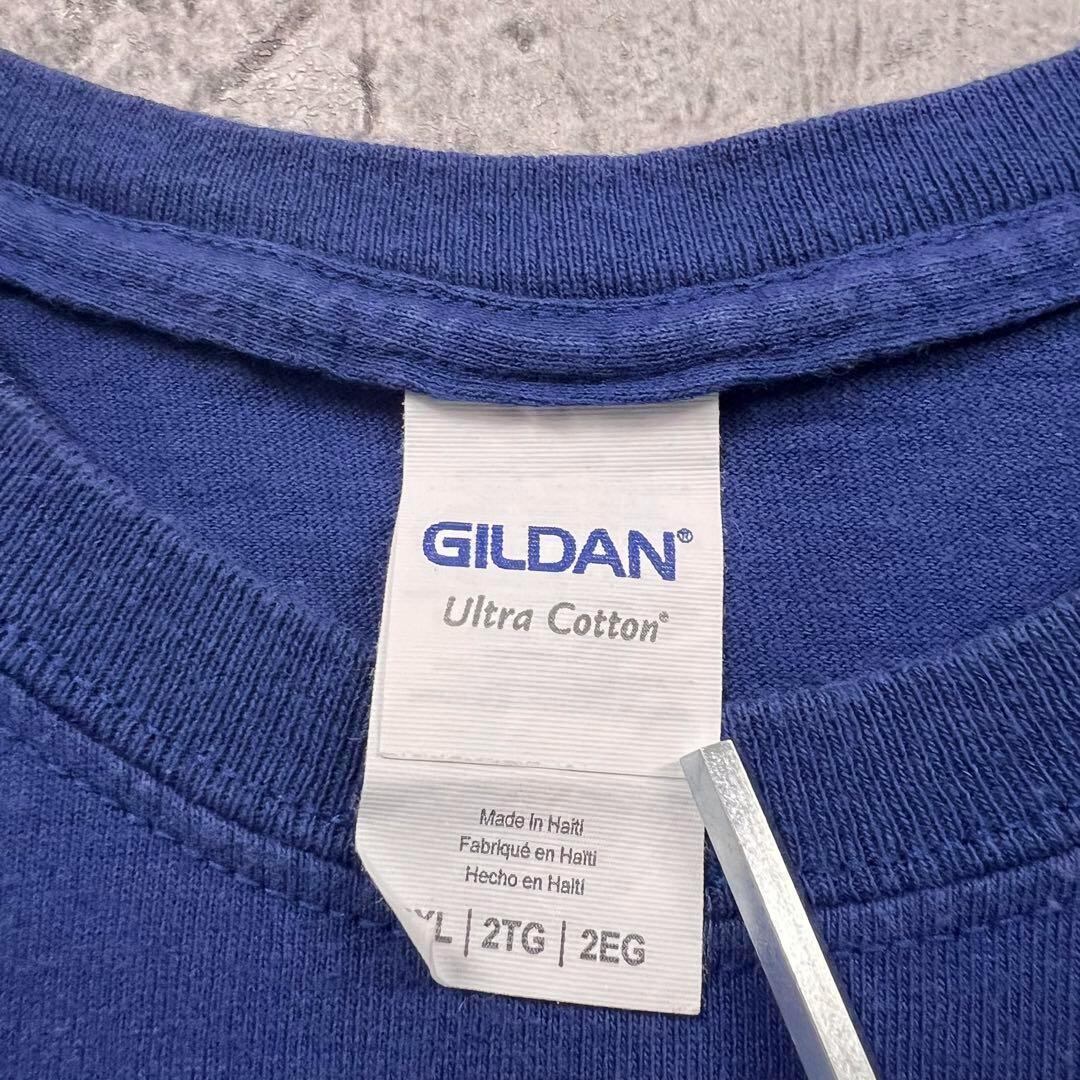 GILDAN®
Ultra Cotton®
Made in Haiti
Fabriqué en Haïti
Hecho en Haití
XL | 2TG | 2EG